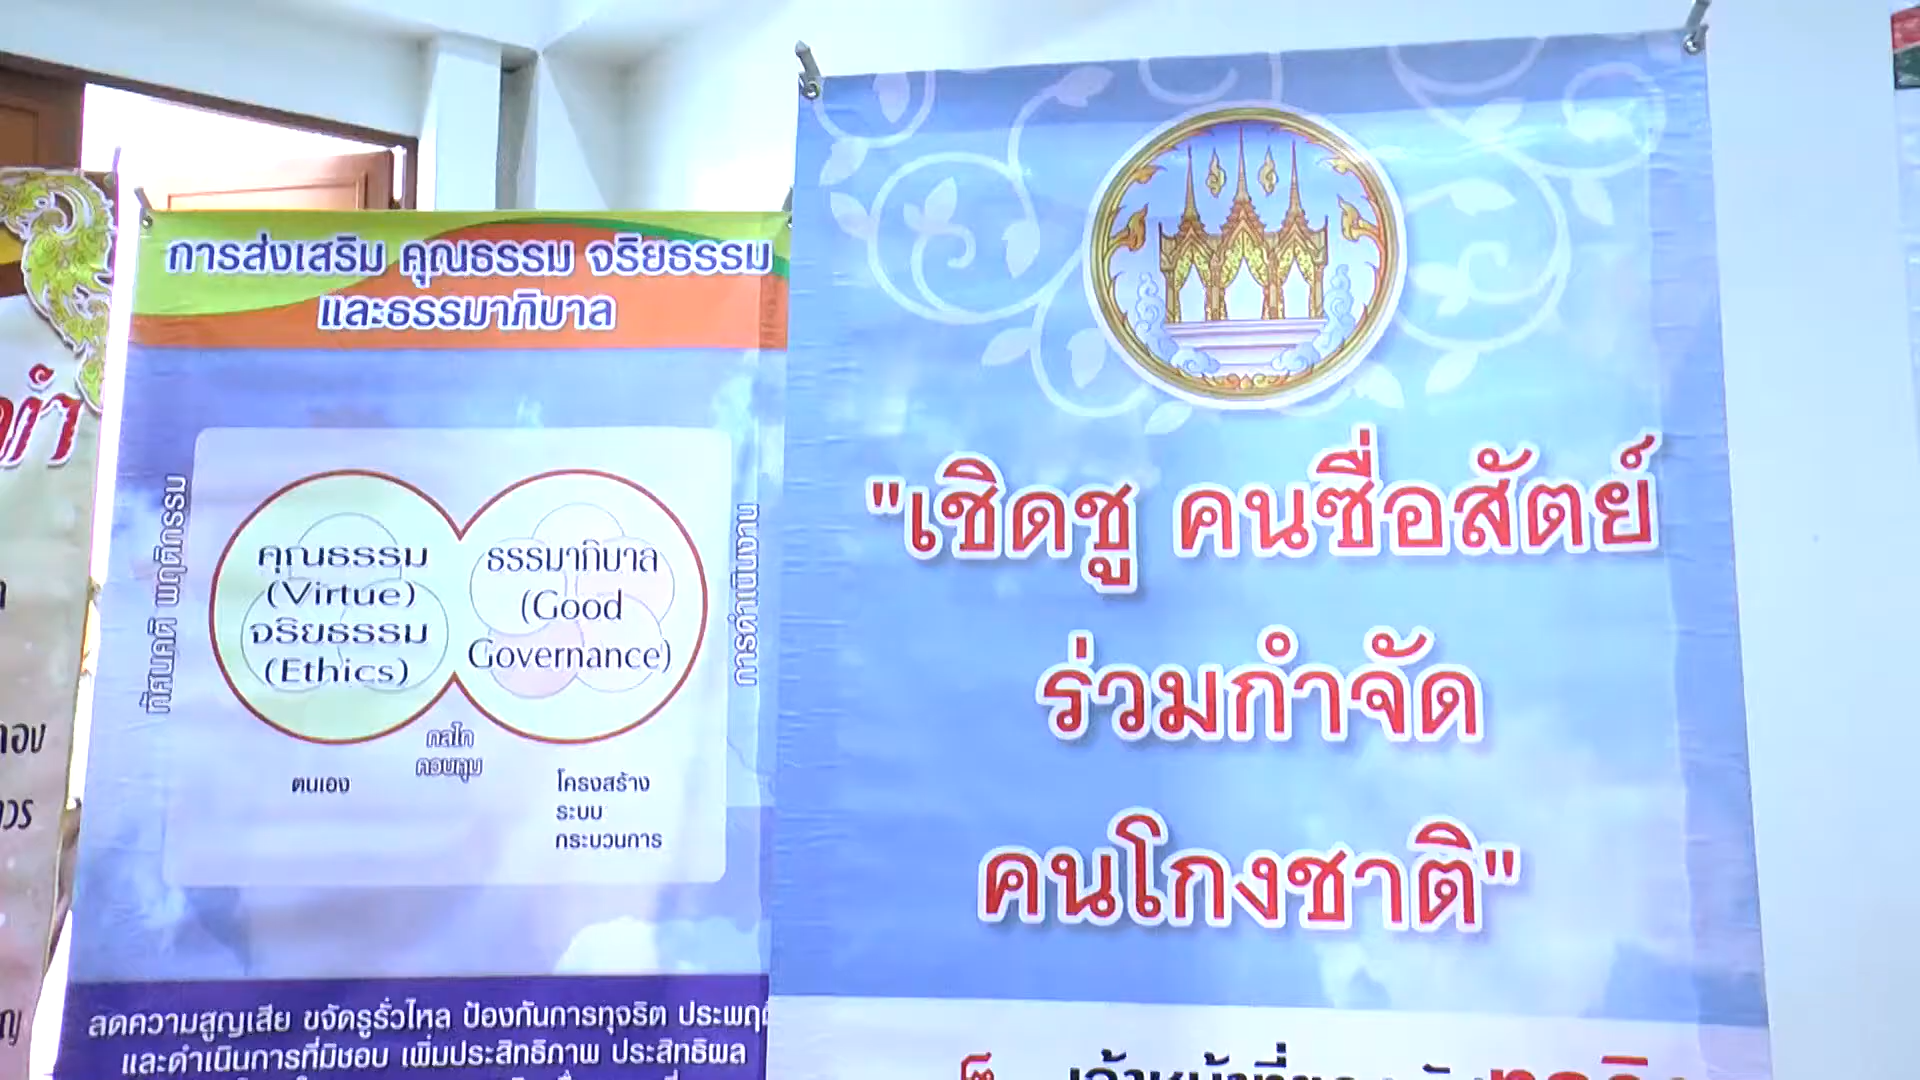 การส่งเสริม คุณธรรม จริยธรรม
และธรรมาภิบาล
ทัศนคติ พฤติกรรม
คุณธรรม
(Virtue)
จริยธรรม
(Ethics)
ธรรมาภิบาล
(Good
Governance)
การดำเนินงาน
กลไก
ควบคุม
ตนเอง
โครงสร้าง
ระบบ
กระบวนการ
ลดความสูญเสีย ขจัดรูรั่วไหล ป้องกันการทุจริต
และดำเนินการที่มิชอบ เพิ่มประสิทธิภาพ ประสิทธิผล
"เชิดชู คนซื่อสัตย์
ร่วมกำจัด
คนโกงชาติ"